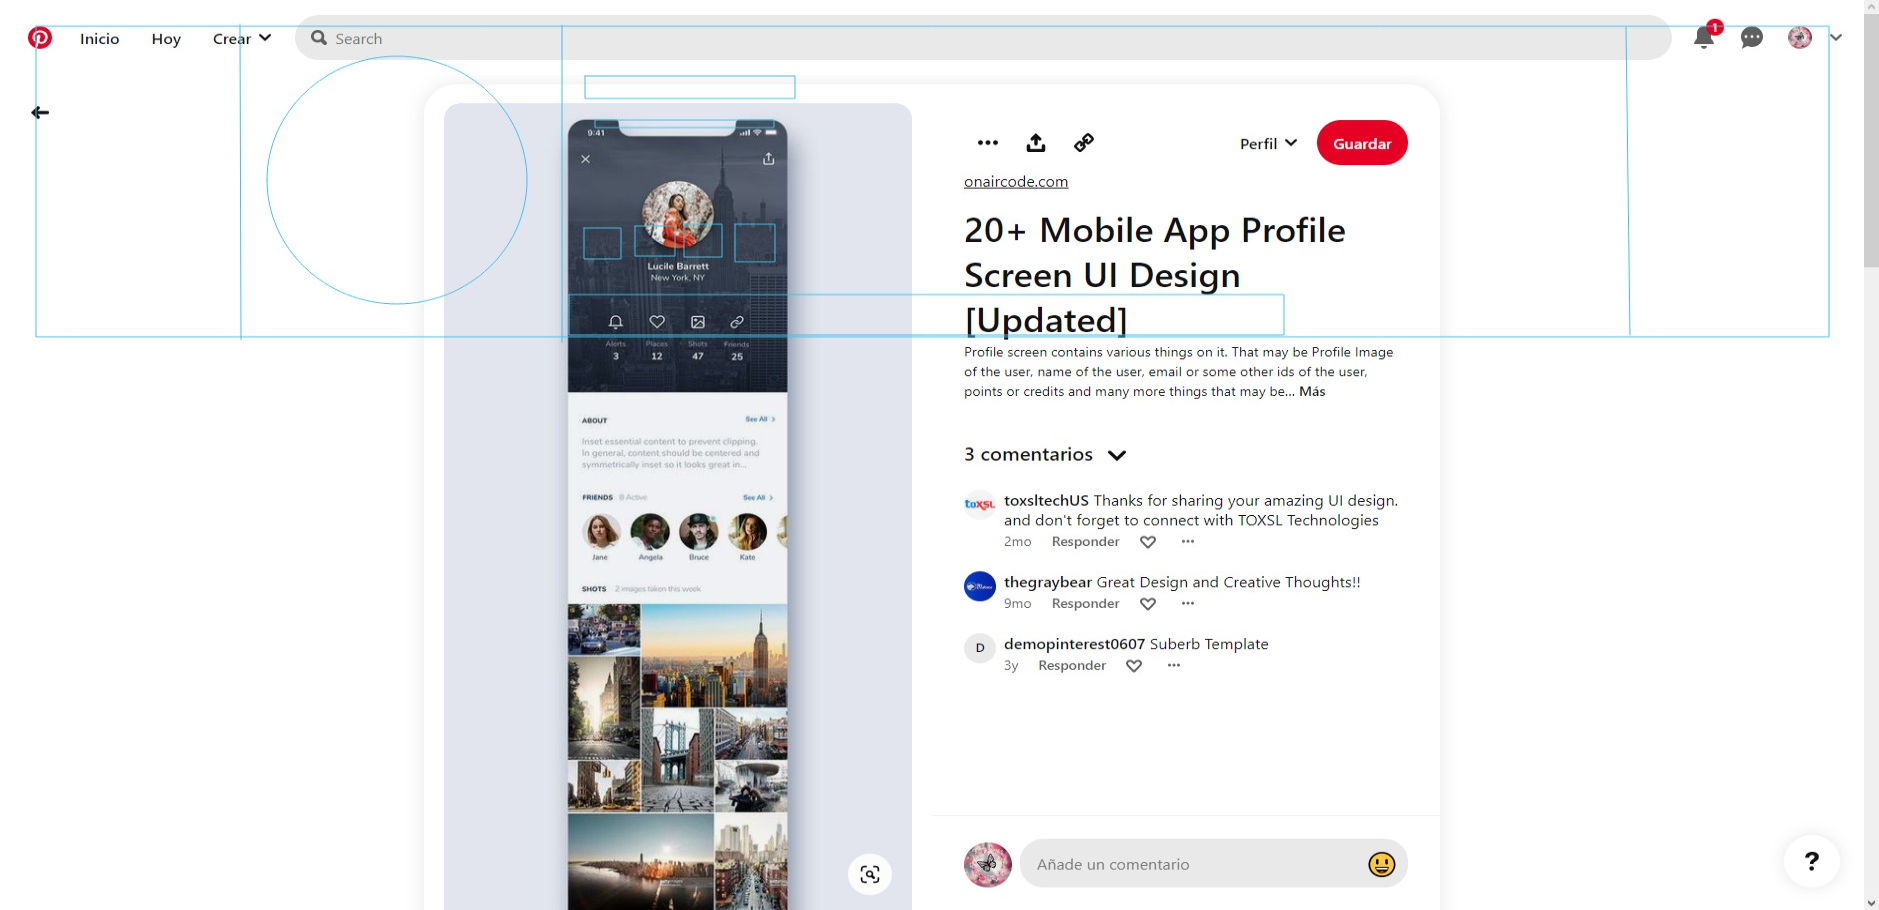 Inicio
Hoy
Crear
Search
1
9:41
Lucile Barrett
New York, NY
Alerts
Places
Shots
Friends
3
12
47
25
ABOUT
See All
Inset essential content to prevent clipping.
In general, content should be centered and
symmetrically inset so it looks great in...
FRIENDS 8 Active
See All
Jane
Angela
Bruce
Kate
SHOTS 2 images taken this week
Perfil
Guardar
onaircode.com
20+ Mobile App Profile
Screen UI Design
[Updated]
Profile screen contains various things on it. That may be Profile Image
of the user, name of the user, email or some other ids of the user,
points or credits and many more things that may be... Más
3 comentarios
toXSL
toxsltechUS Thanks for sharing your amazing UI design.
and don't forget to connect with TOXSL Technologies
2mo Responder
thegraybear Great Design and Creative Thoughts!!
9mo Responder
D
demopinterest0607 Suberb Template
3y Responder
Añade un comentario
?